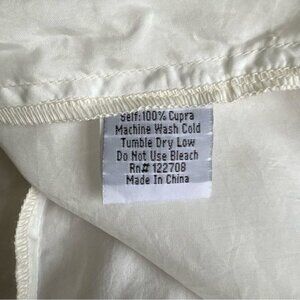 Self:100% Cupra
Machine Wash Cold
Tumble Dry Low
Do Not Use Bleach
Rn# 122708
Made In China